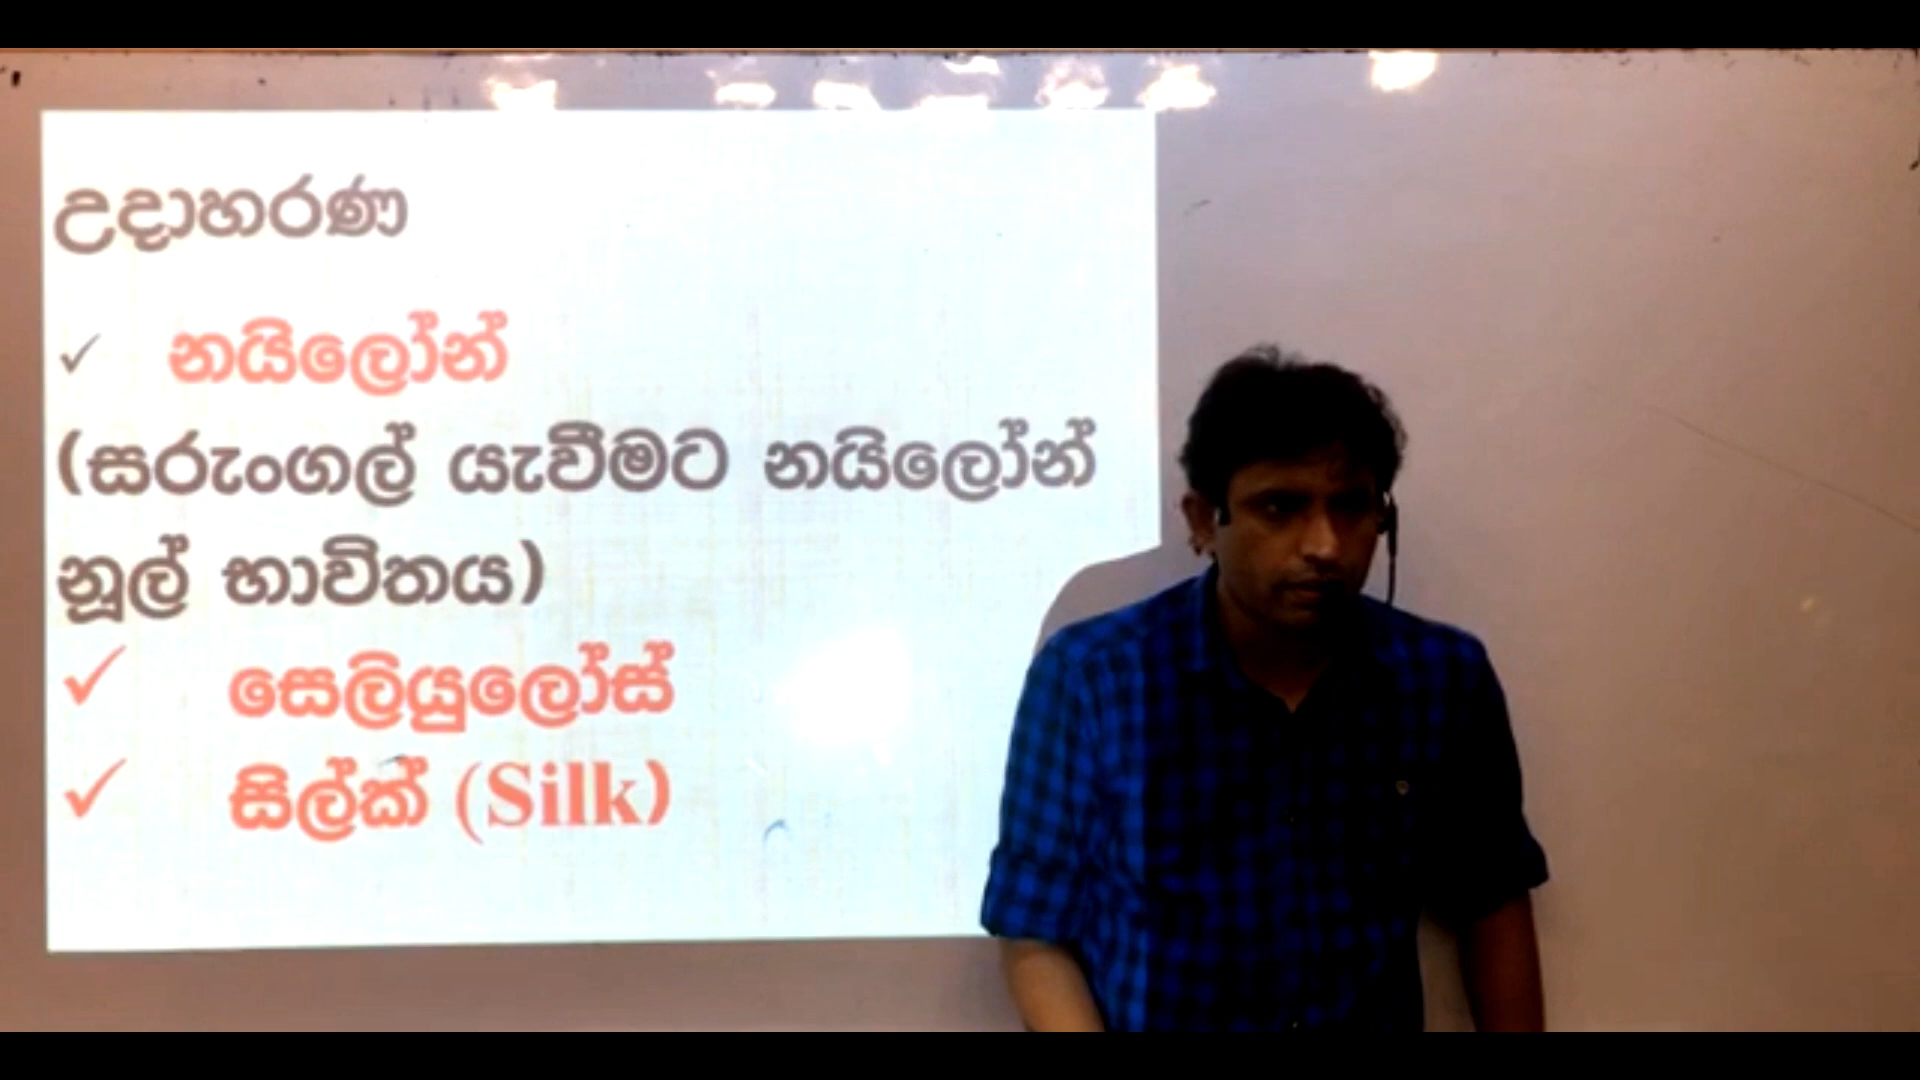 උදාහරණ
✓ නයිලෝන්
(සරුංගල් යැවීමට නයිලෝන්
නූල් භාවිතය)
✓ සෙලියුලෝස්
✓ සිල්ක් (Silk)